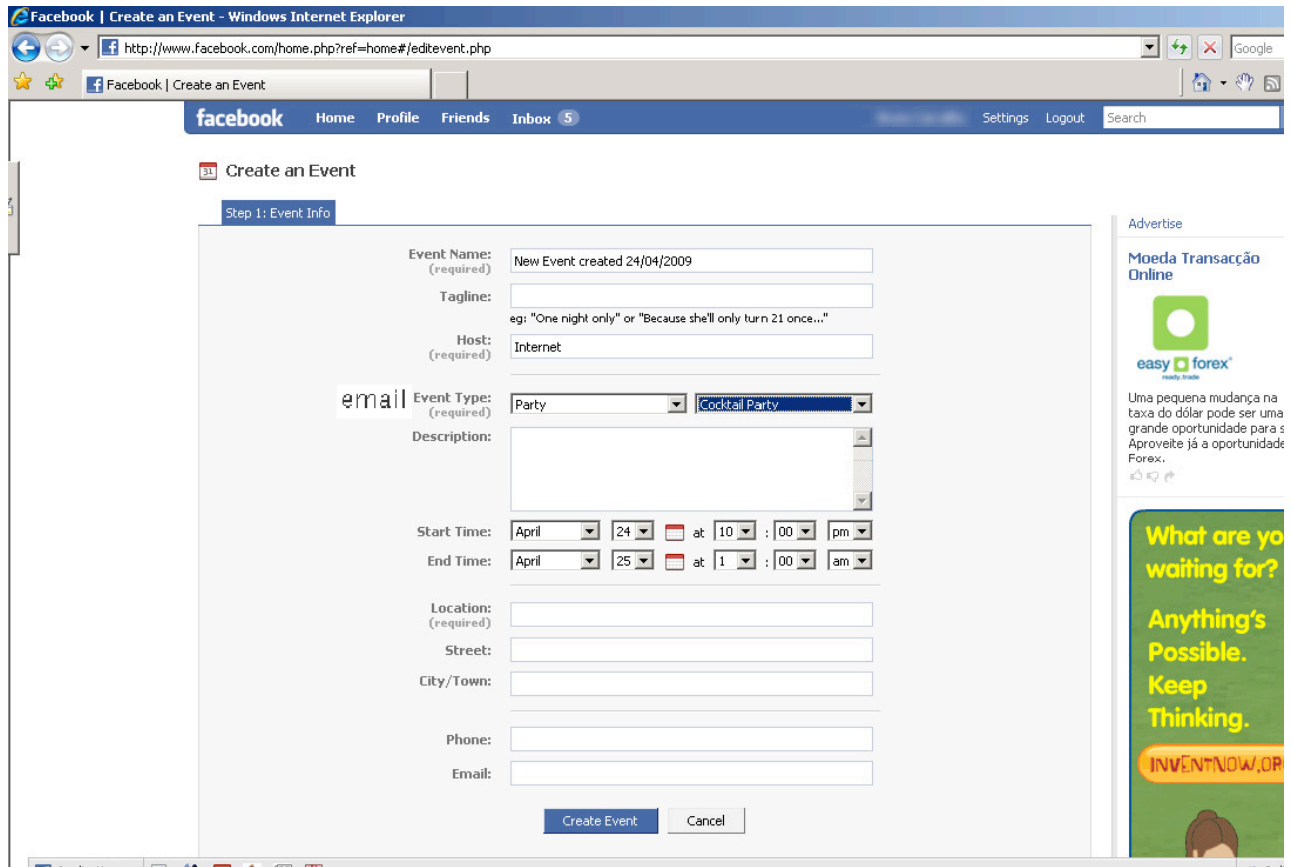 Facebook | Create an Event - Windows Internet Explorer
http://www.facebook.com/home.php?ref=home#/editevent.php
Google
Facebook | Create an Event
facebook Home Profile Friends Inbox 5 Settings Logout Search
31 Create an Event
Step 1: Event Info
Event Name: New Event created 24/04/2009
(required)
Tagline:
eg: "One night only" or "Because she'll only turn 21 once..."
Host: Internet
(required)
email Event Type: Party Cocktail Party
(required)
Description:
Start Time: April 24 at 10 : 00 pm
End Time: April 25 at 1 : 00 am
Location:
(required)
Street:
City/Town:
Phone:
Email:
Create Event Cancel
Advertise
Moeda Transacção
Online
easy forex
ready.trade
Uma pequena mudança na
taxa do dólar pode ser uma
grande oportunidade para s
Aproveite já a oportunidade
Forex.
What are yo
waiting for?
Anything's
Possible.
Keep
Thinking.
INVENTNOW.OR